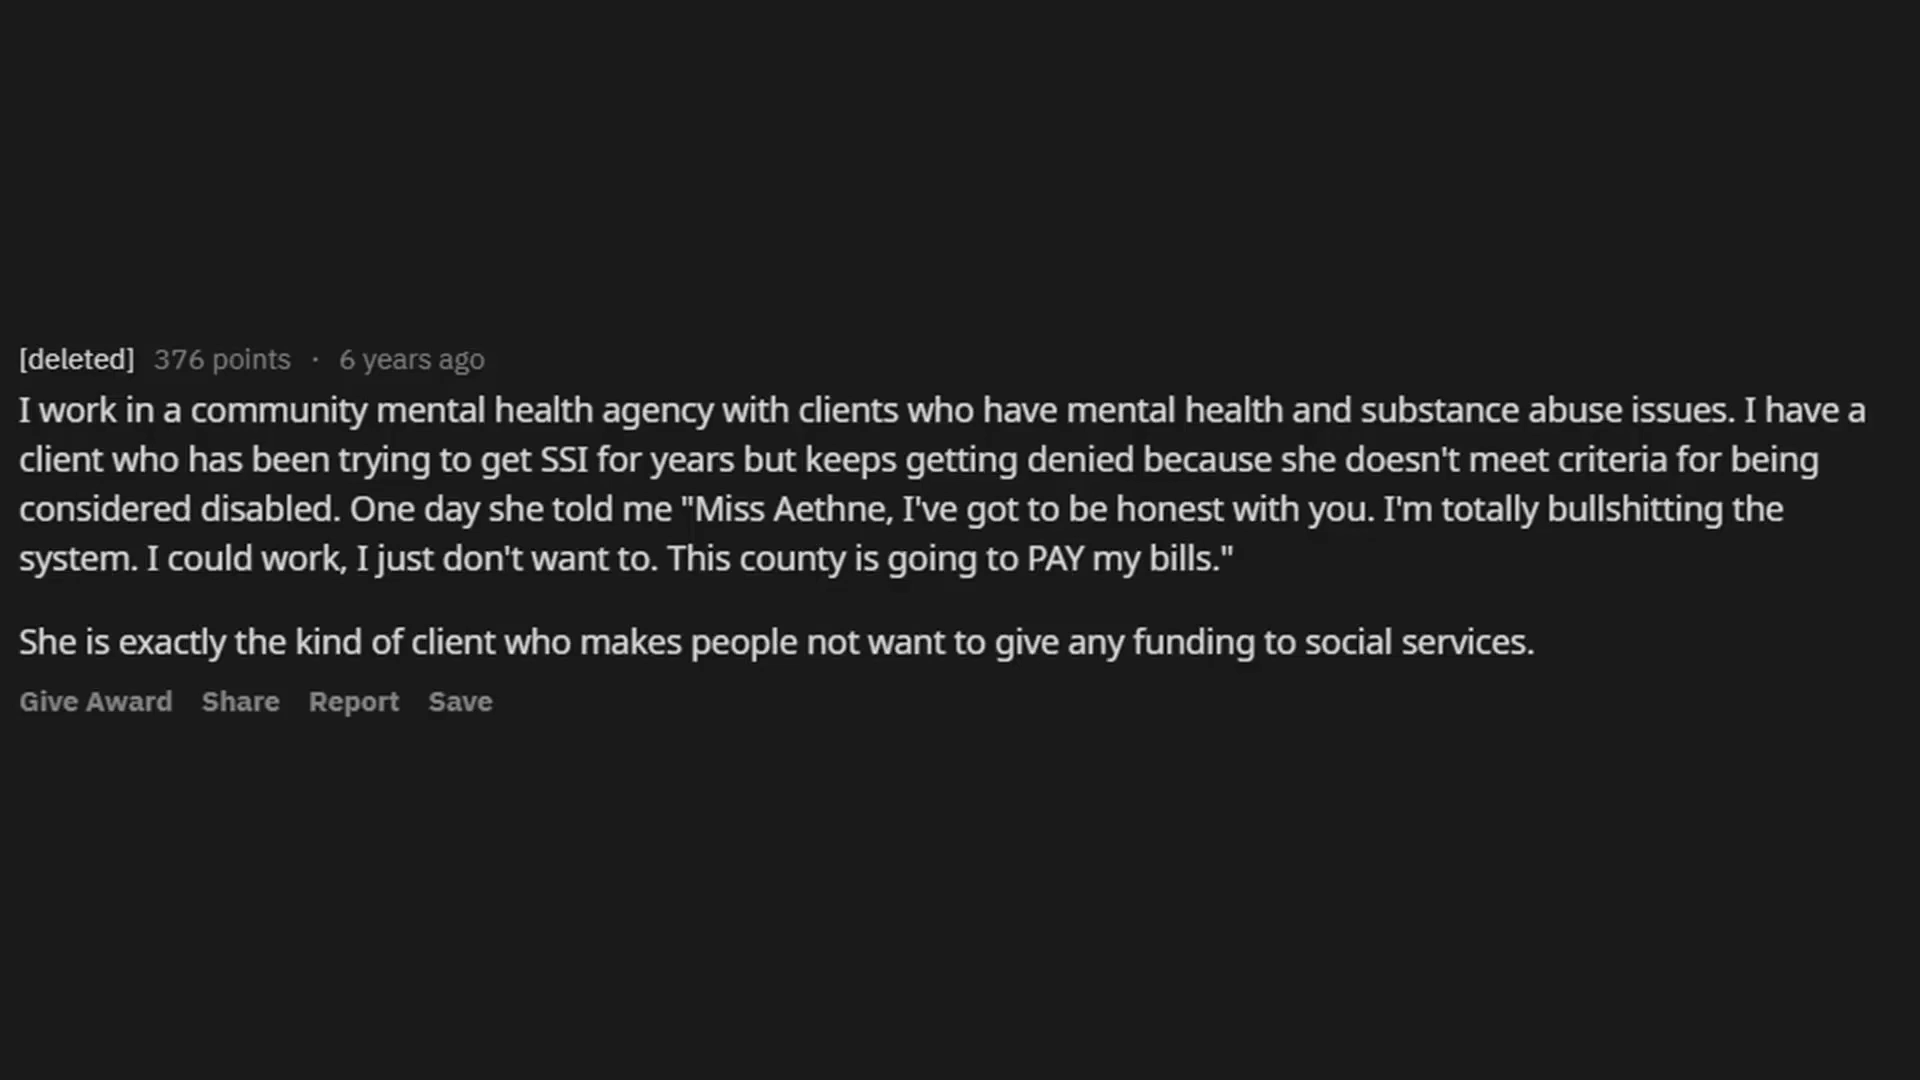 [deleted] 376 points · 6 years ago
I work in a community mental health agency with clients who have mental health and substance abuse issues. I have a
client who has been trying to get SSI for years but keeps getting denied because she doesn't meet criteria for being
considered disabled. One day she told me "Miss Aethne, I've got to be honest with you. I'm totally bullshitting the
system. I could work, I just don't want to. This county is going to PAY my bills."
She is exactly the kind of client who makes people not want to give any funding to social services.
Give Award Share Report Save